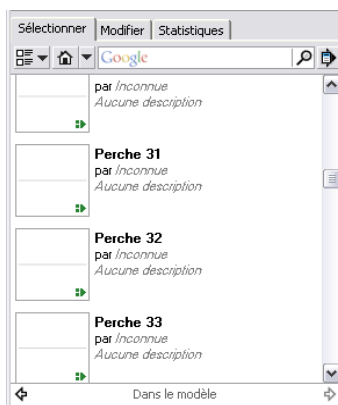 Sélectionner Modifier Statistiques
Google
par Inconnue
Aucune description
Perche 31
par Inconnue
Aucune description
Perche 32
par Inconnue
Aucune description
Perche 33
par Inconnue
Aucune description
Dans le modèle